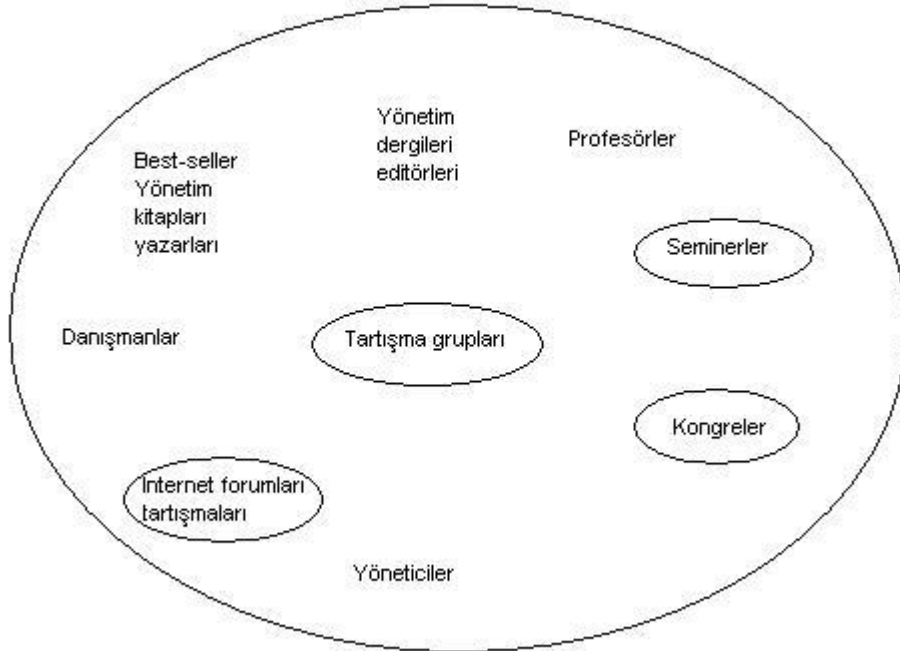 Yönetim
dergileri
editörleri
Profesörler
Best-seller
Yönetim
kitapları
yazarları
Seminerler
Danışmanlar
Tartışma grupları
Kongreler
Internet forumları
tartışmaları
Yöneticiler